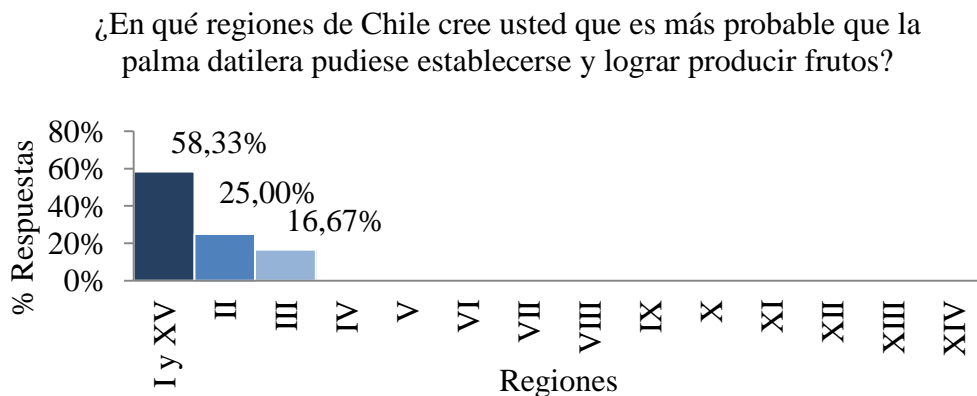 ¿En qué regiones de Chile cree usted que es más probable que la
palma datilera pudiese establecerse y lograr producir frutos?
% Respuestas
80%
60%
40%
20%
0%
58,33%
25,00%
16,67%
I y XV
II
III
IV
V
VI
VII
VIII
IX
X
XI
XII
XIII
XIV
Regiones